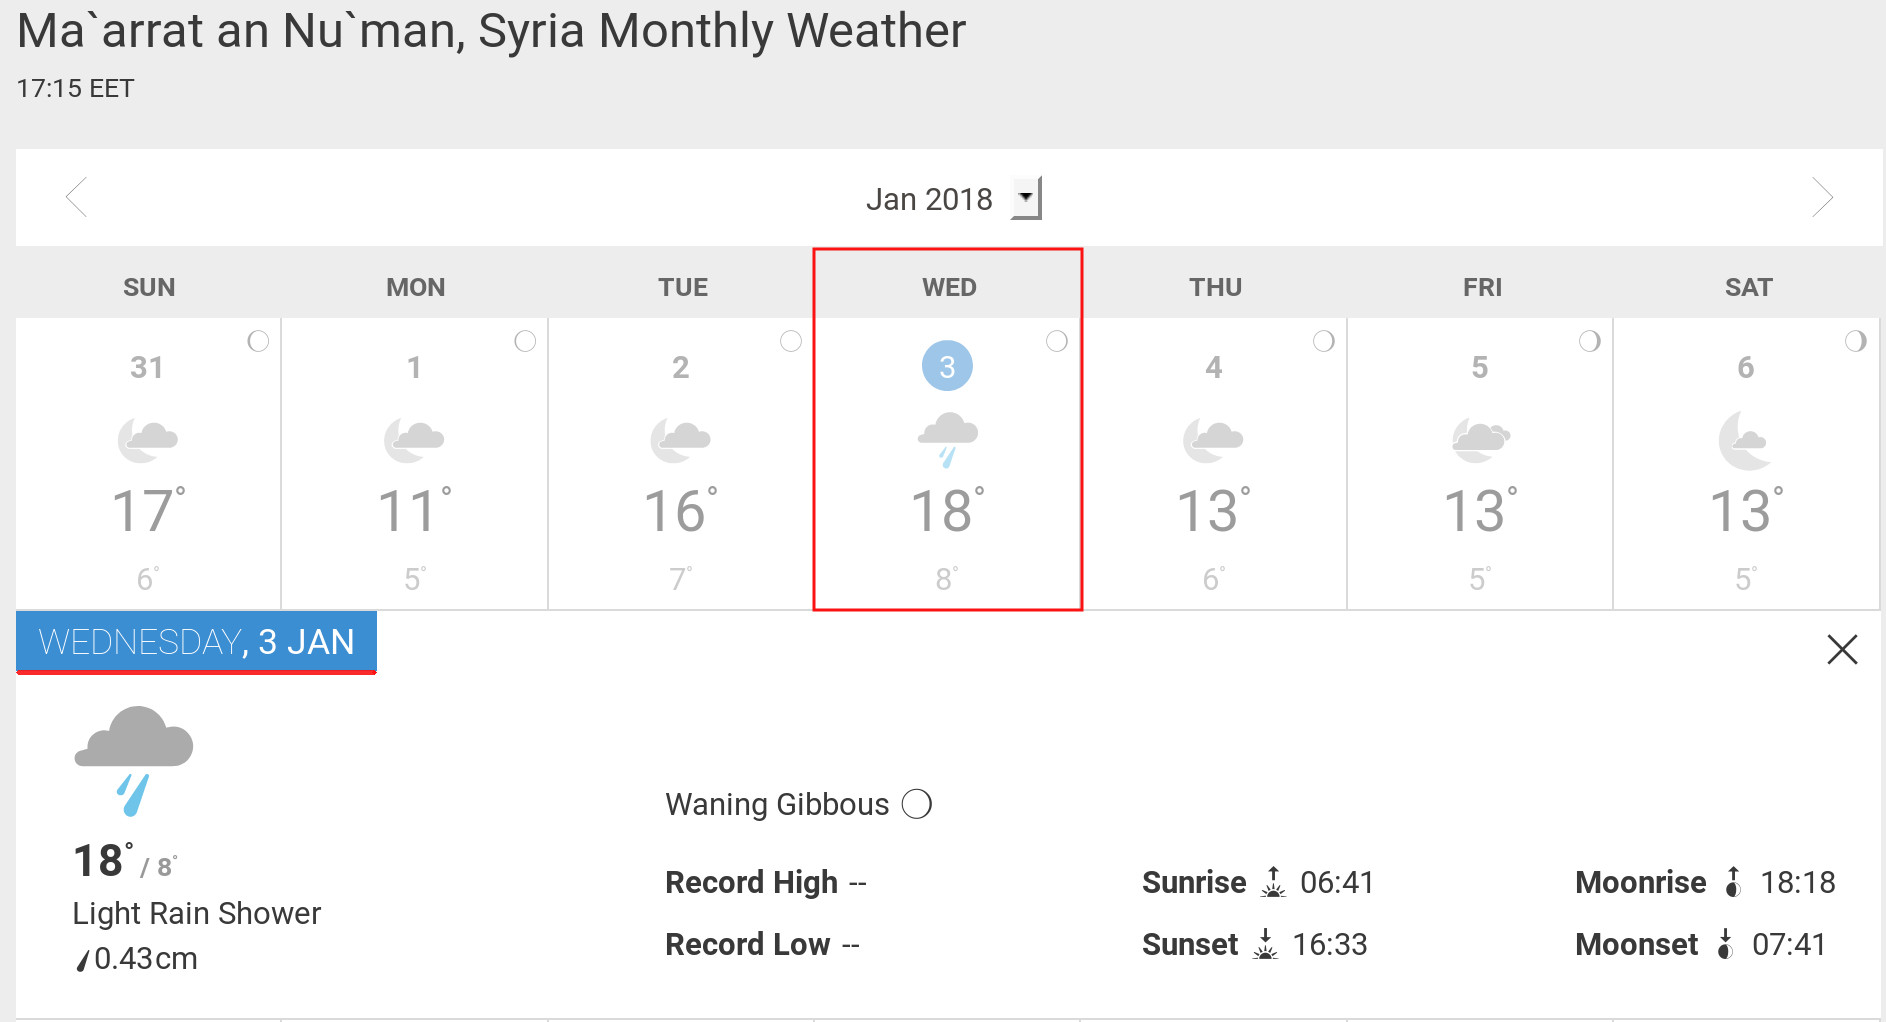 Ma`arrat an Nu`man, Syria Monthly Weather
17:15 EET
Jan 2018
SUN MON TUE WED THU FRI SAT
31 1 2 3 4 5 6
17° 11° 16° 18° 13° 13° 13°
6° 5° 7° 8° 6° 5° 5°
WEDNESDAY, 3 JAN
18° / 8°
Light Rain Shower
0.43cm
Waning Gibbous
Record High --
Record Low --
Sunrise 06:41
Sunset 16:33
Moonrise 18:18
Moonset 07:41